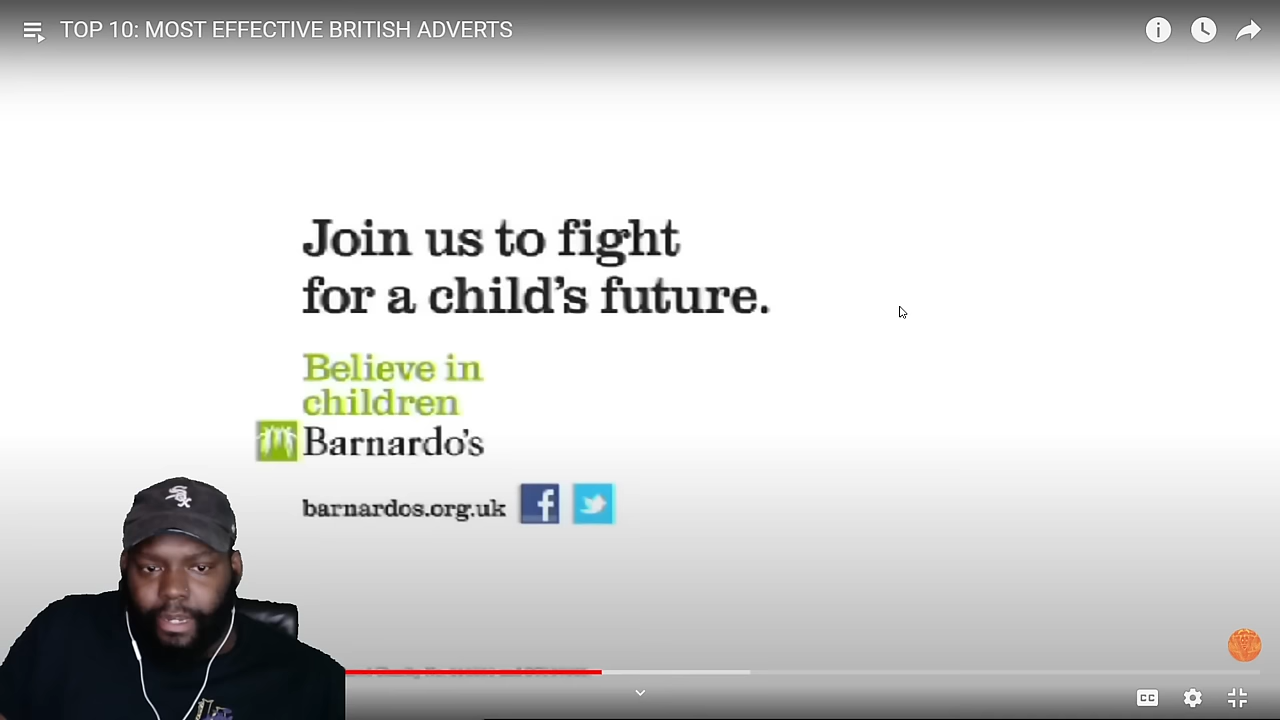 TOP 10: MOST EFFECTIVE BRITISH ADVERTS
Join us to fight
for a child's future.
Believe in
children
Barnardo's
barnardos.org.uk
CC